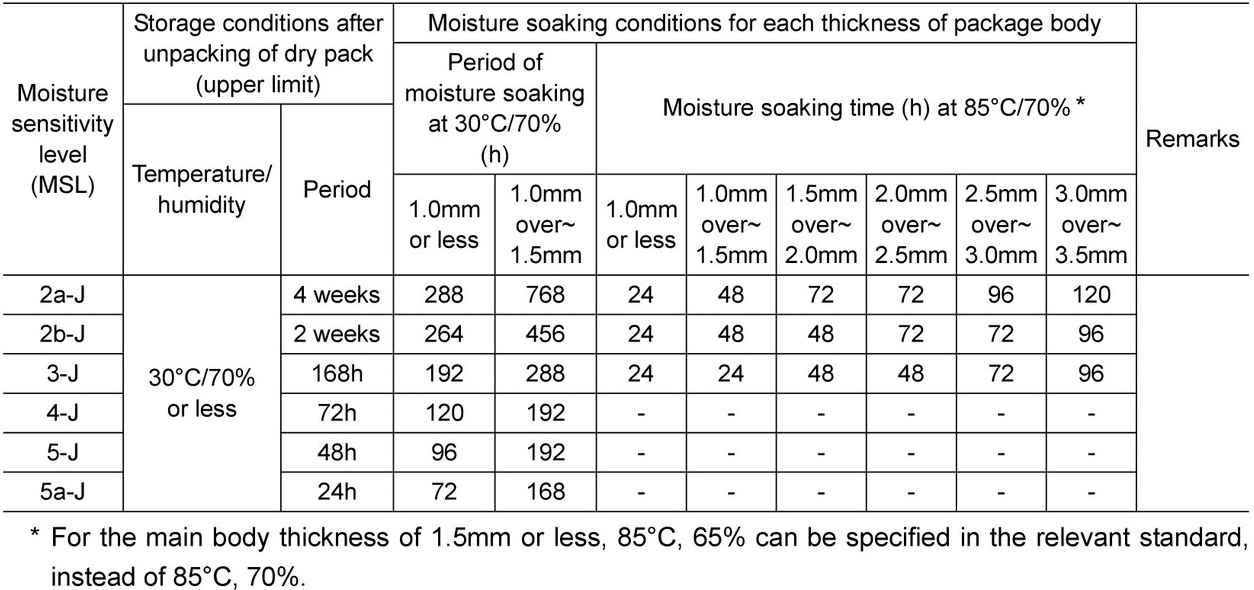 Moisture sensitivity level (MSL)
Storage conditions after unpacking of dry pack (upper limit)
Moisture soaking conditions for each thickness of package body
Remarks
Temperature/ humidity
Period
Period of moisture soaking at 30°C/70% (h)
Moisture soaking time (h) at 85°C/70% *
1.0mm or less
1.0mm over~ 1.5mm
1.0mm or less
1.0mm over~ 1.5mm
1.5mm over~ 2.0mm
2.0mm over~ 2.5mm
2.5mm over~ 3.0mm
3.0mm over~ 3.5mm
30°C/70% or less
2a-J 4 weeks 288 768 24 48 72 72 96 120
2b-J 2 weeks 264 456 24 48 48 72 72 96
3-J 168h 192 288 24 24 48 48 72 96
4-J 72h 120 192 - - - - - -
5-J 48h 96 192 - - - - - -
5a-J 24h 72 168 - - - - - -
* For the main body thickness of 1.5mm or less, 85°C, 65% can be specified in the relevant standard,
instead of 85°C, 70%.